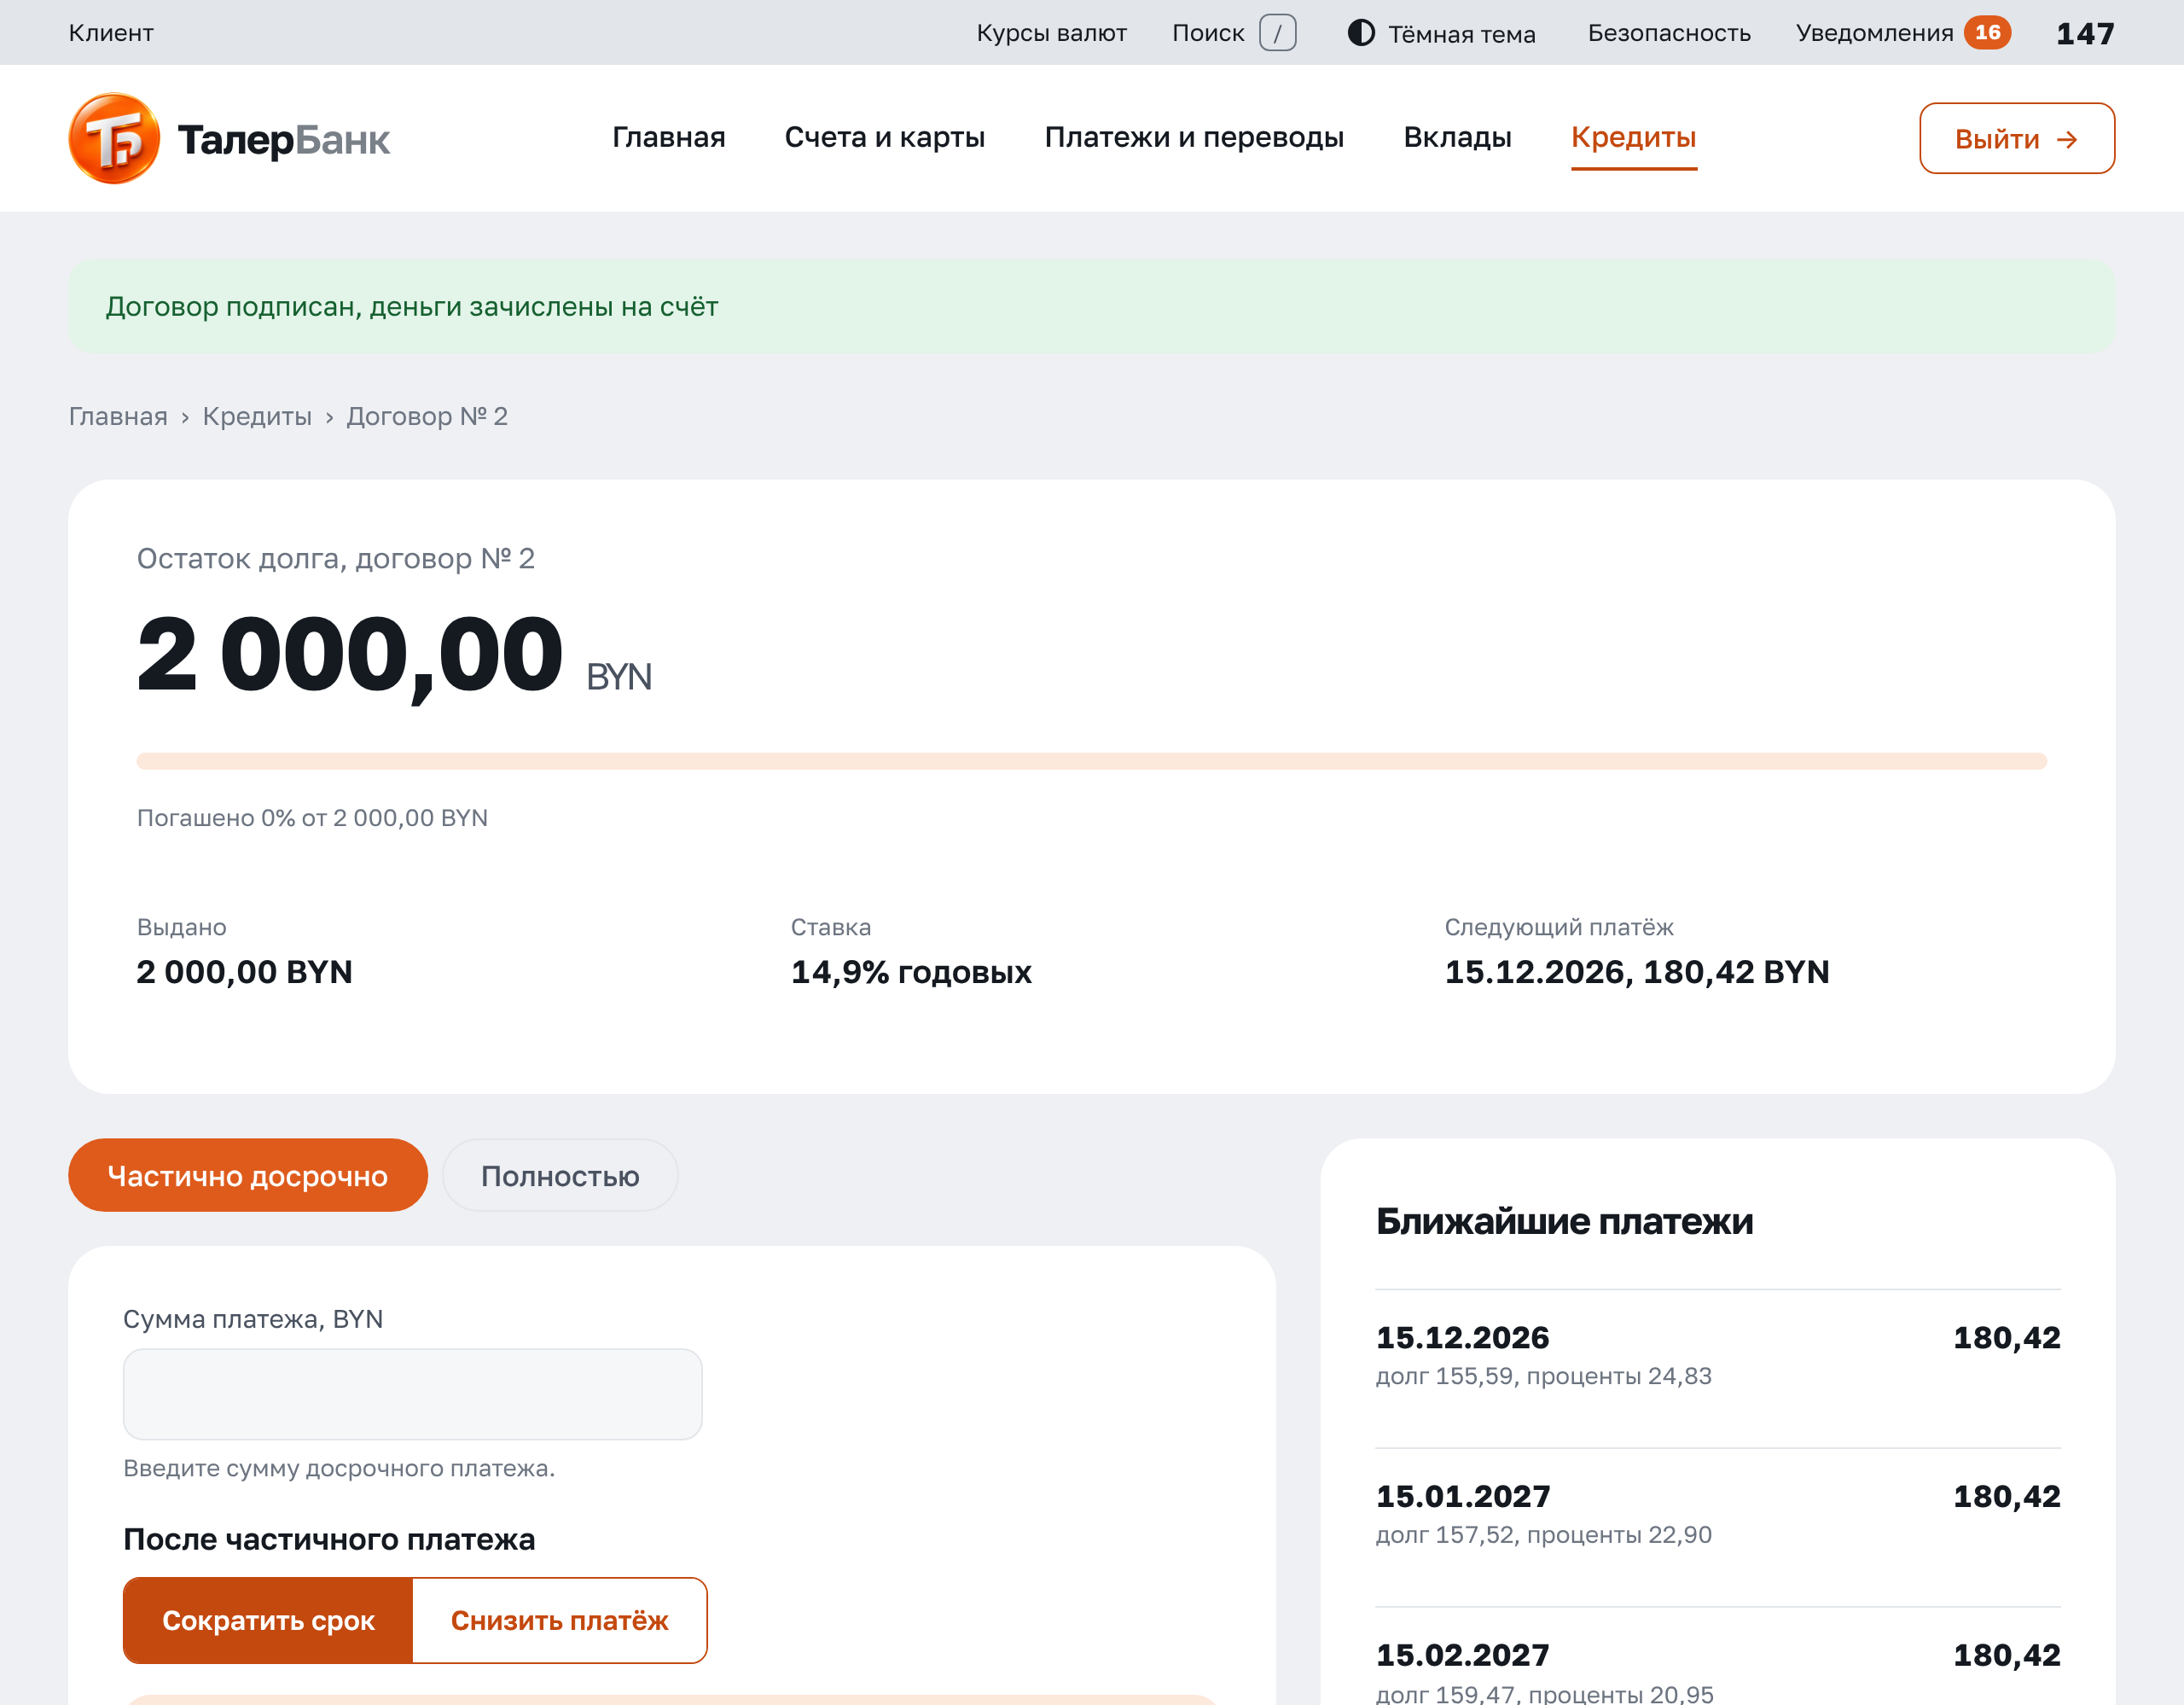 Клиент
Курсы валют
Поиск /
Тёмная тема
Безопасность
Уведомления 16
147
ТалерБанк
Главная
Счета и карты
Платежи и переводы
Вклады
Кредиты
Выйти →
Договор подписан, деньги зачислены на счёт
Главная › Кредиты › Договор № 2
Остаток долга, договор № 2
2 000,00 BYN
Погашено 0% от 2 000,00 BYN
Выдано
2 000,00 BYN
Ставка
14,9% годовых
Следующий платёж
15.12.2026, 180,42 BYN
Частично досрочно
Полностью
Сумма платежа, BYN
Введите сумму досрочного платежа.
После частичного платежа
Сократить срок
Снизить платёж
Ближайшие платежи
15.12.2026 180,42
долг 155,59, проценты 24,83
15.01.2027 180,42
долг 157,52, проценты 22,90
15.02.2027 180,42
долг 159,47, проценты 20,95